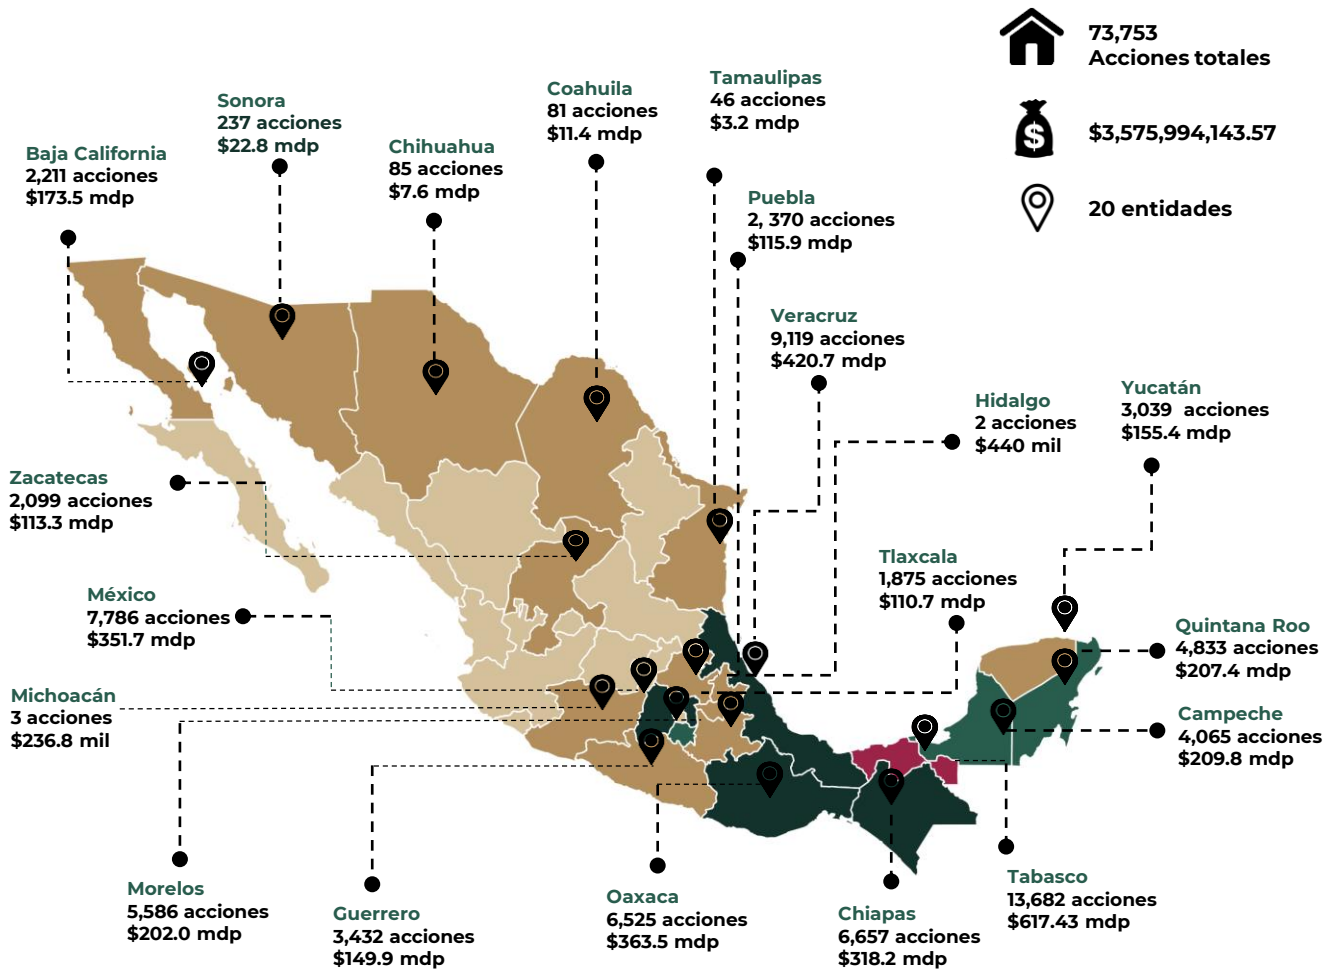 73,753
Acciones totales
$
$3,575,994,143.57
20 entidades
Tamaulipas
46 acciones
$3.2 mdp
Coahuila
81 acciones
$11.4 mdp
Sonora
237 acciones
$22.8 mdp
Chihuahua
85 acciones
$7.6 mdp
Baja California
2,211 acciones
$173.5 mdp
Puebla
2, 370 acciones
$115.9 mdp
Veracruz
9,119 acciones
$420.7 mdp
Hidalgo
2 acciones
$440 mil
Yucatán
3,039 acciones
$155.4 mdp
Zacatecas
2,099 acciones
$113.3 mdp
Tlaxcala
1,875 acciones
$110.7 mdp
México
7,786 acciones
$351.7 mdp
Quintana Roo
4,833 acciones
$207.4 mdp
Michoacán
3 acciones
$236.8 mil
Campeche
4,065 acciones
$209.8 mdp
Morelos
5,586 acciones
$202.0 mdp
Guerrero
3,432 acciones
$149.9 mdp
Oaxaca
6,525 acciones
$363.5 mdp
Chiapas
6,657 acciones
$318.2 mdp
Tabasco
13,682 acciones
$617.43 mdp